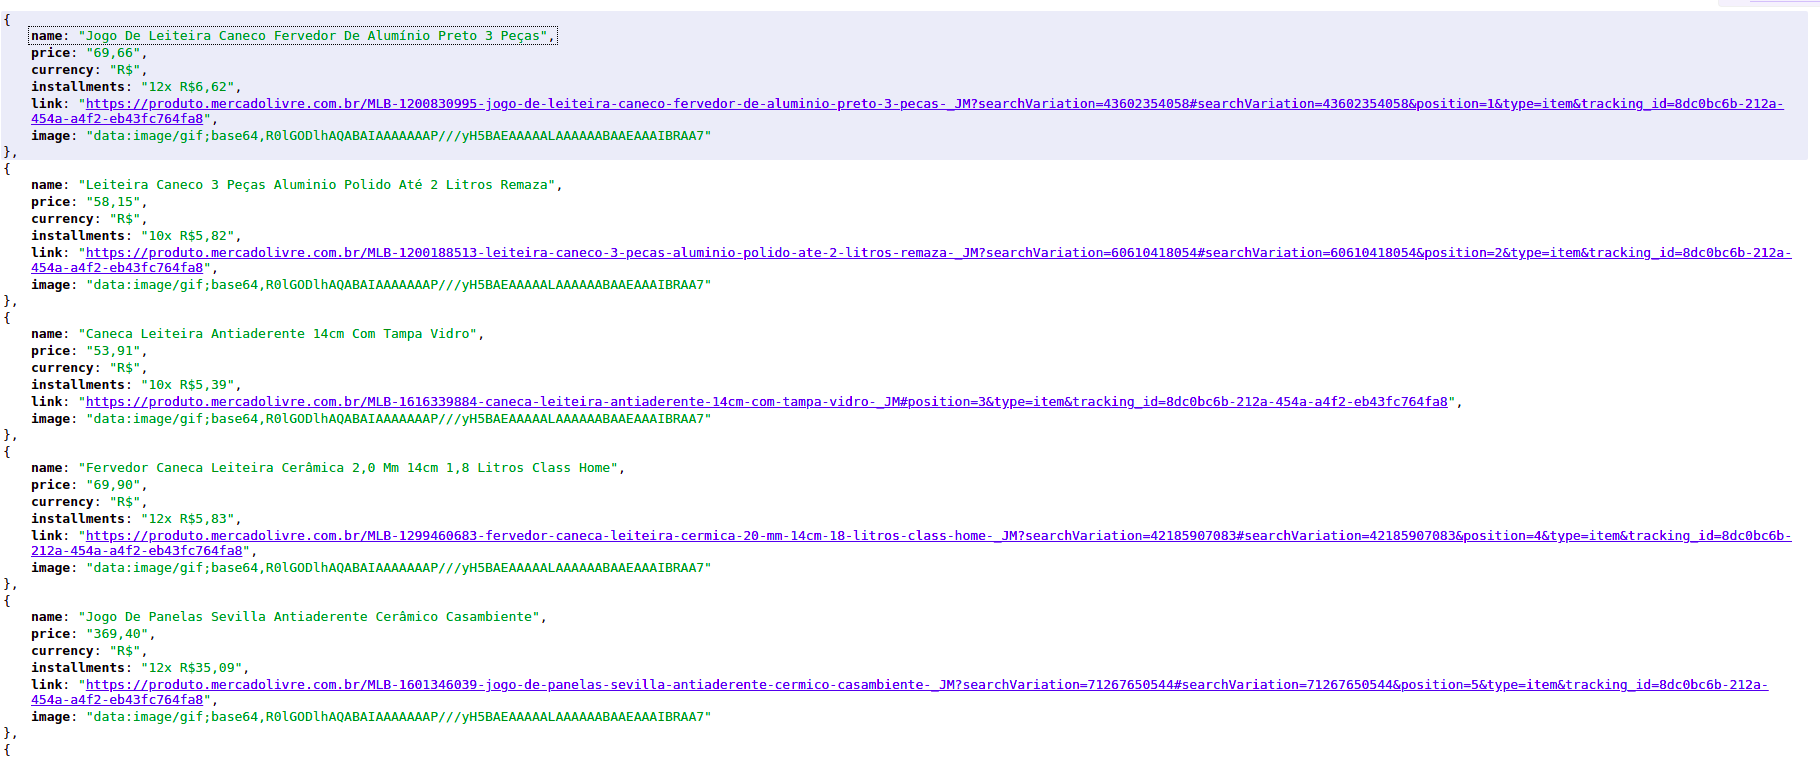 {
name: "Jogo De Leiteira Caneco Fervedor De Alumínio Preto 3 Peças",
price: "69,66",
currency: "R$",
installments: "12x R$6,62",
link: "https://produto.mercadolivre.com.br/MLB-1200830995-jogo-de-leiteira-caneco-fervedor-de-aluminio-preto-3-pecas-_JM?searchVariation=43602354058#searchVariation=43602354058&position=1&type=item&tracking_id=8dc0bc6b-212a-
454a-a4f2-eb43fc764fa8",
image: "data:image/gif;base64,R0lGODlhAQABAIAAAAAAAP///yH5BAEAAAAALAAAAAABAAEAAAIBRAA7"
},
{
name: "Leiteira Caneco 3 Peças Aluminio Polido Até 2 Litros Remaza",
price: "58,15",
currency: "R$",
installments: "10x R$5,82",
link: "https://produto.mercadolivre.com.br/MLB-1200188513-leiteira-caneco-3-pecas-aluminio-polido-ate-2-litros-remaza-_JM?searchVariation=60610418054#searchVariation=60610418054&position=2&type=item&tracking_id=8dc0bc6b-212a-
454a-a4f2-eb43fc764fa8",
image: "data:image/gif;base64,R0lGODlhAQABAIAAAAAAAP///yH5BAEAAAAALAAAAAABAAEAAAIBRAA7"
},
{
name: "Caneca Leiteira Antiaderente 14cm Com Tampa Vidro",
price: "53,91",
currency: "R$",
installments: "10x R$5,39",
link: "https://produto.mercadolivre.com.br/MLB-1616339884-caneca-leiteira-antiaderente-14cm-com-tampa-vidro-_JM#position=3&type=item&tracking_id=8dc0bc6b-212a-454a-a4f2-eb43fc764fa8",
image: "data:image/gif;base64,R0lGODlhAQABAIAAAAAAAP///yH5BAEAAAAALAAAAAABAAEAAAIBRAA7"
},
{
name: "Fervedor Caneca Leiteira Cerâmica 2,0 Mm 14cm 1,8 Litros Class Home",
price: "69,90",
currency: "R$",
installments: "12x R$5,83",
link: "https://produto.mercadolivre.com.br/MLB-1299460683-fervedor-caneca-leiteira-cermica-20-mm-14cm-18-litros-class-home-_JM?searchVariation=42185907083#searchVariation=42185907083&position=4&type=item&tracking_id=8dc0bc6b-
212a-454a-a4f2-eb43fc764fa8",
image: "data:image/gif;base64,R0lGODlhAQABAIAAAAAAAP///yH5BAEAAAAALAAAAAABAAEAAAIBRAA7"
},
{
name: "Jogo De Panelas Sevilla Antiaderente Cerâmico Casambiente",
price: "369,40",
currency: "R$",
installments: "12x R$35,09",
link: "https://produto.mercadolivre.com.br/MLB-1601346039-jogo-de-panelas-sevilla-antiaderente-cermico-casambiente-_JM?searchVariation=71267650544#searchVariation=71267650544&position=5&type=item&tracking_id=8dc0bc6b-212a-
454a-a4f2-eb43fc764fa8",
image: "data:image/gif;base64,R0lGODlhAQABAIAAAAAAAP///yH5BAEAAAAALAAAAAABAAEAAAIBRAA7"
},
{